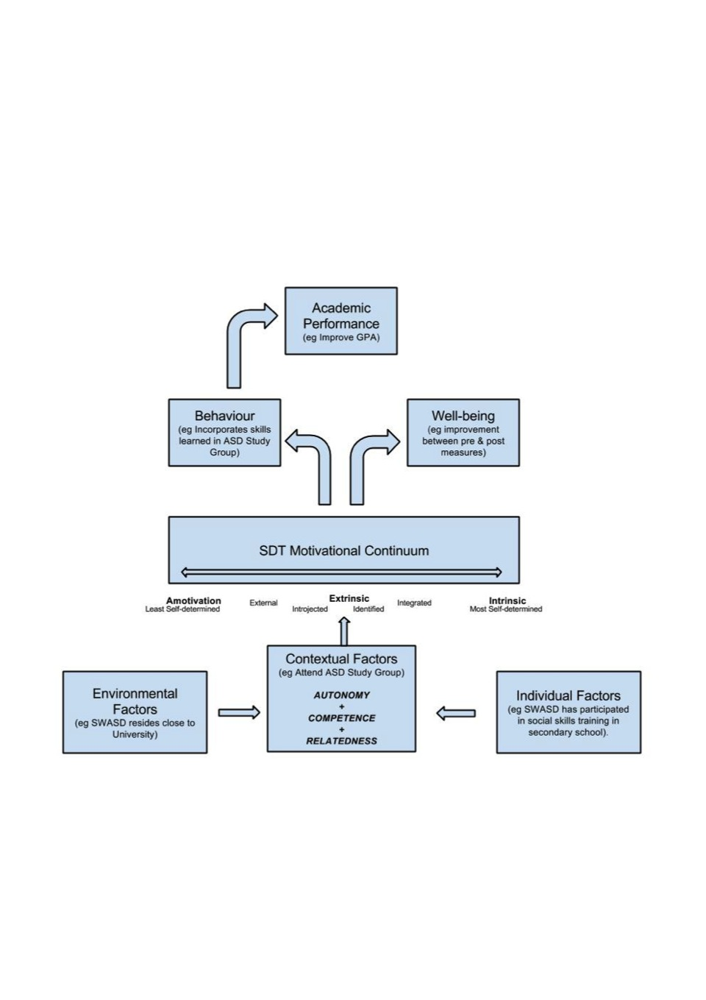 Academic
Performance
(eg Improve GPA)
Behaviour
(eg Incorporates skills
learned in ASD Study
Group)
Well-being
(eg improvement
between pre & post
measures)
SDT Motivational Continuum
Amotivation
Least Self-determined
External
Introjected
Extrinsic
Identified
Integrated
Intrinsic
Most Self-determined
Contextual Factors
(eg Attend ASD Study Group)
AUTONOMY
+
COMPETENCE
+
RELATEDNESS
Environmental
Factors
(eg SWASD resides close to
University)
Individual Factors
(eg SWASD has participated
in social skills training in
secondary school).